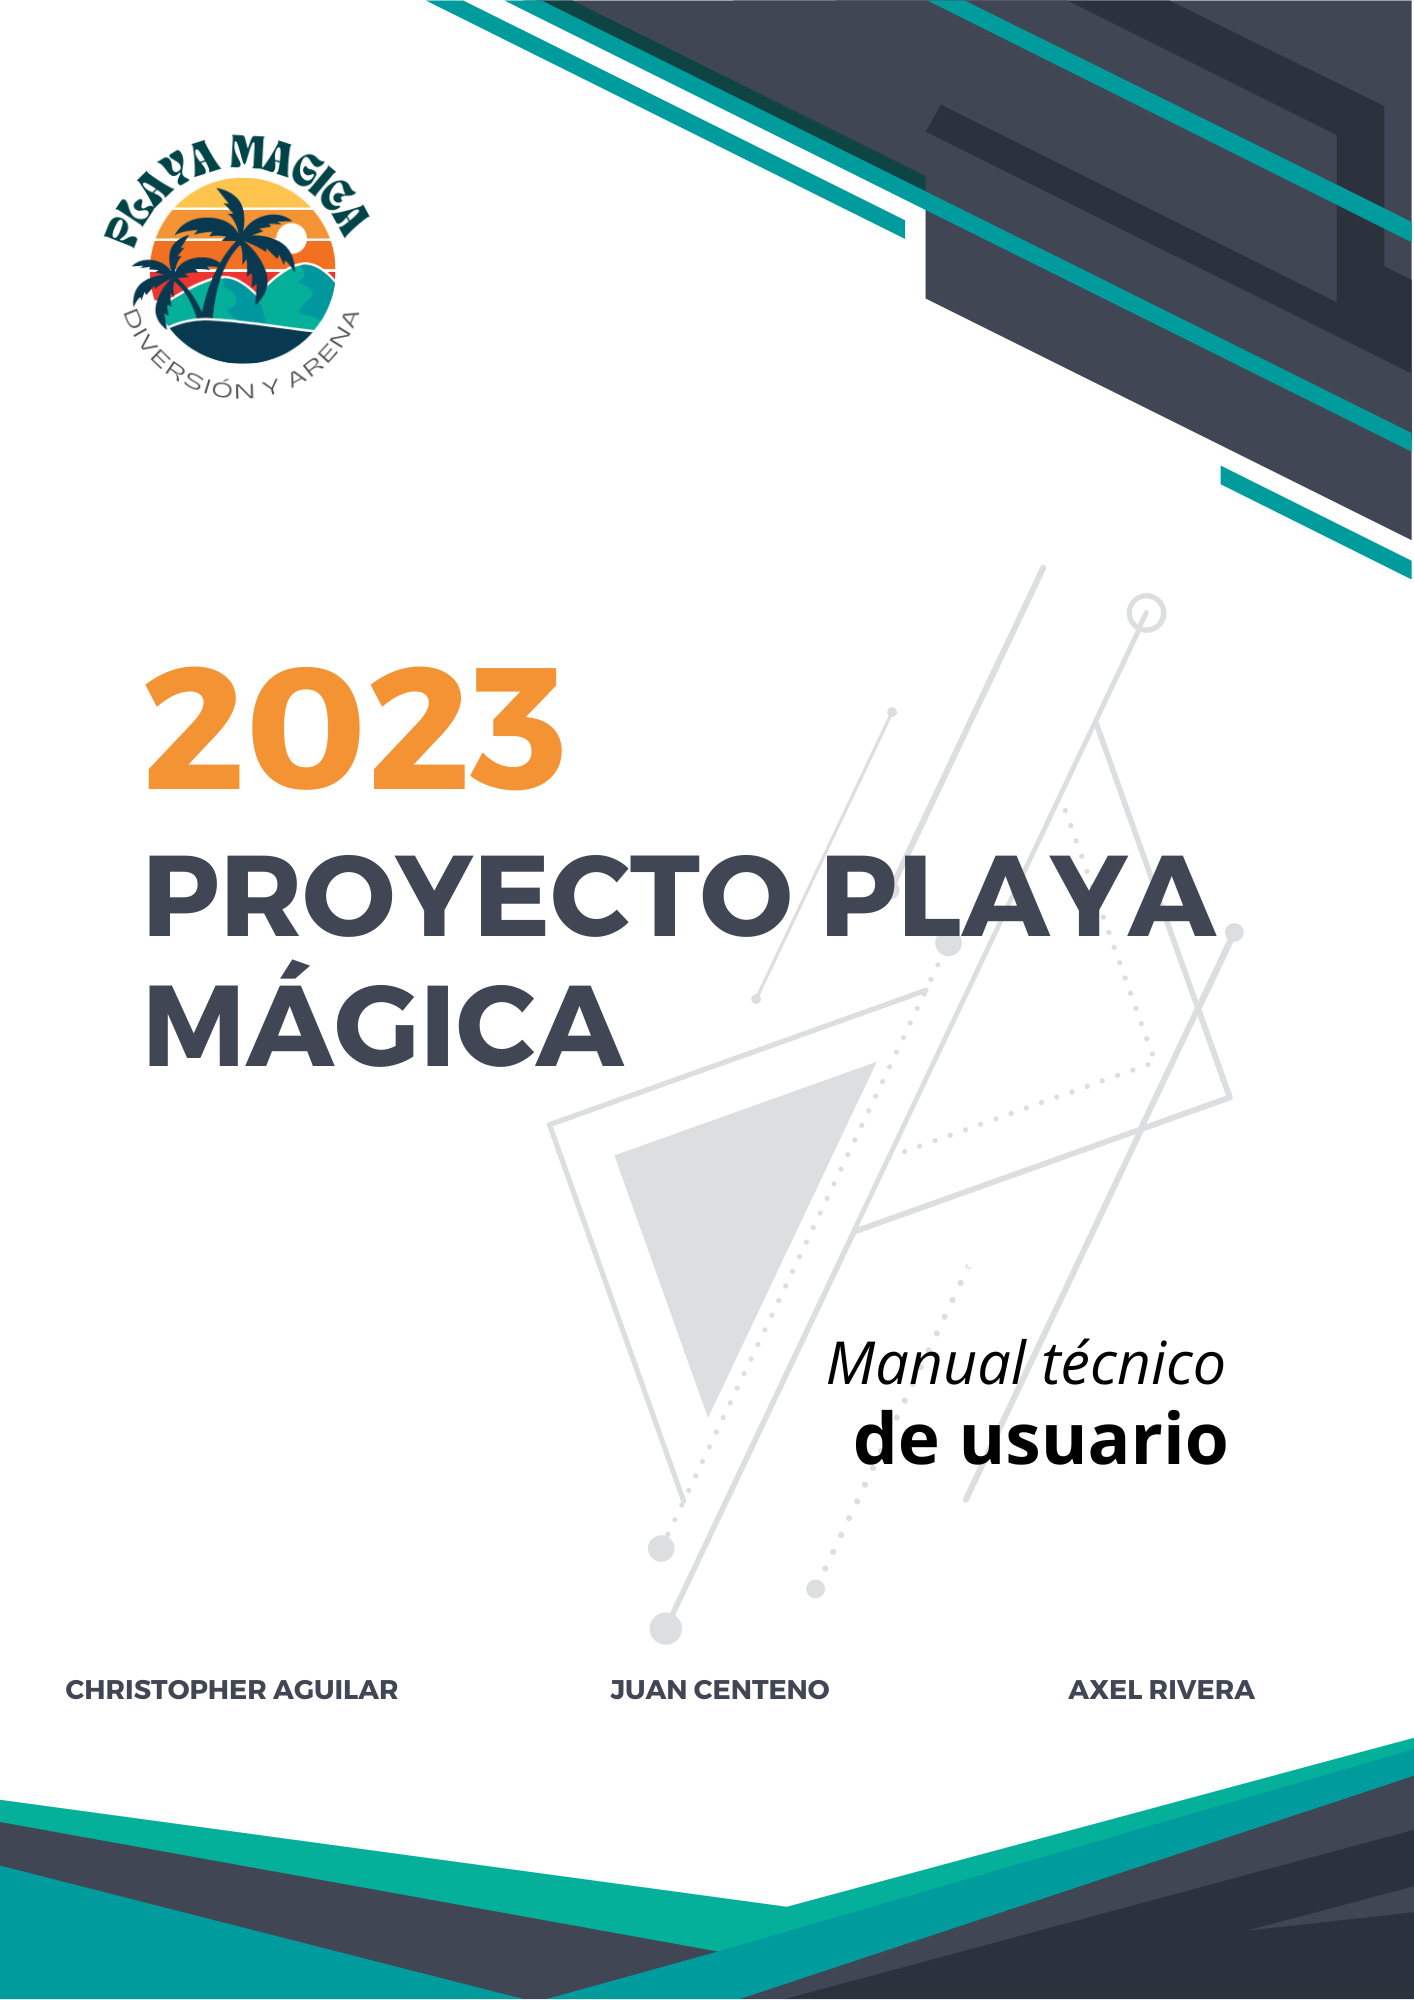 PLAYA MAGICA
DIVERSIÓN Y ARENA
2023
PROYECTO PLAYA
MÁGICA
Manual técnico
de usuario
CHRISTOPHER AGUILAR
JUAN CENTENO
AXEL RIVERA